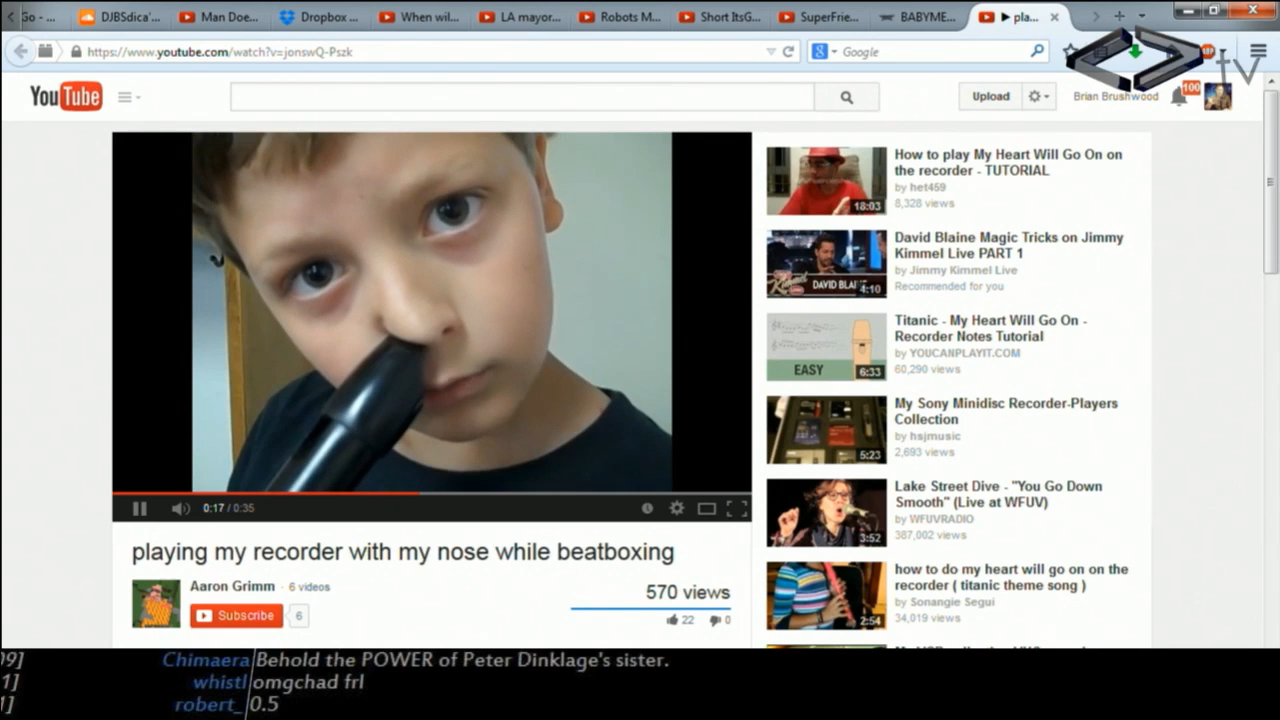 Go -...
DJBSdica'...
Man Doe...
Dropbox ...
When wil...
LA mayor...
Robots M...
Short ItsG...
SuperFrie...
BABYME...
▶ pla...
https://www.youtube.com/watch?v=jonswQ-Pszk
Google
tv
YouTube
Upload
Brian Brushwood
100
How to play My Heart Will Go On on
the recorder - TUTORIAL
by het459
8,328 views
18:03
David Blaine Magic Tricks on Jimmy
Kimmel Live PART 1
by Jimmy Kimmel Live
Recommended for you
DAVID BLAI
4:10
Titanic - My Heart Will Go On -
Recorder Notes Tutorial
by YOUCANPLAYIT.COM
60,290 views
EASY
6:33
My Sony Minidisc Recorder-Players
Collection
by hsjmusic
2,693 views
5:23
Lake Street Dive - "You Go Down
Smooth" (Live at WFUV)
by WFUVRADIO
387,002 views
3:52
how to do my heart will go on on the
recorder ( titanic theme song )
by Sonangie Segui
34,019 views
2:54
0:17 / 0:35
playing my recorder with my nose while beatboxing
Aaron Grimm · 6 videos
Subscribe 6
570 views
22 0
09] Chimaera Behold the POWER of Peter Dinklage's sister.
1] whistl omgchad frl
1] robert_ 0.5